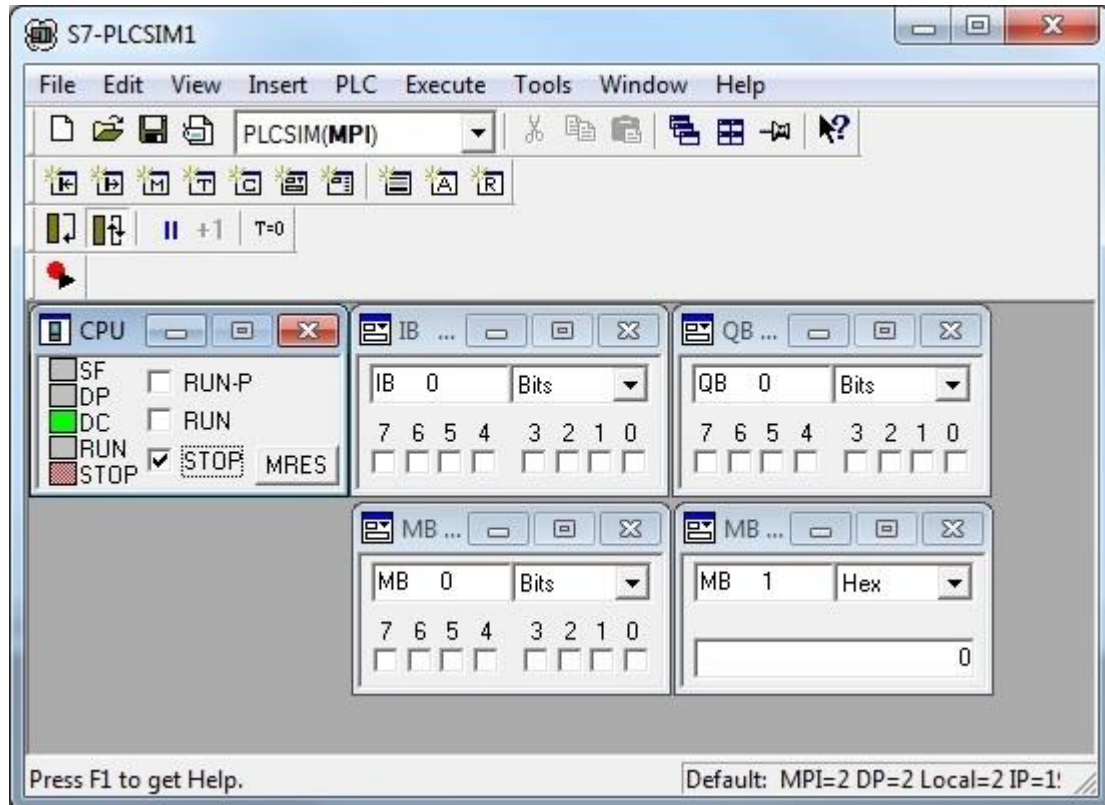 S7-PLCSIM1
File Edit View Insert PLC Execute Tools Window Help
PLCSIM(MPI)
M T C A R
+1 T=0
CPU
SF
DP
DC
RUN
STOP
RUN-P
RUN
STOP
MRES
IB ...
IB 0 Bits
7 6 5 4 3 2 1 0
QB ...
QB 0 Bits
7 6 5 4 3 2 1 0
MB ...
MB 0 Bits
7 6 5 4 3 2 1 0
MB ...
MB 1 Hex
0
Press F1 to get Help.
Default: MPI=2 DP=2 Local=2 IP=1